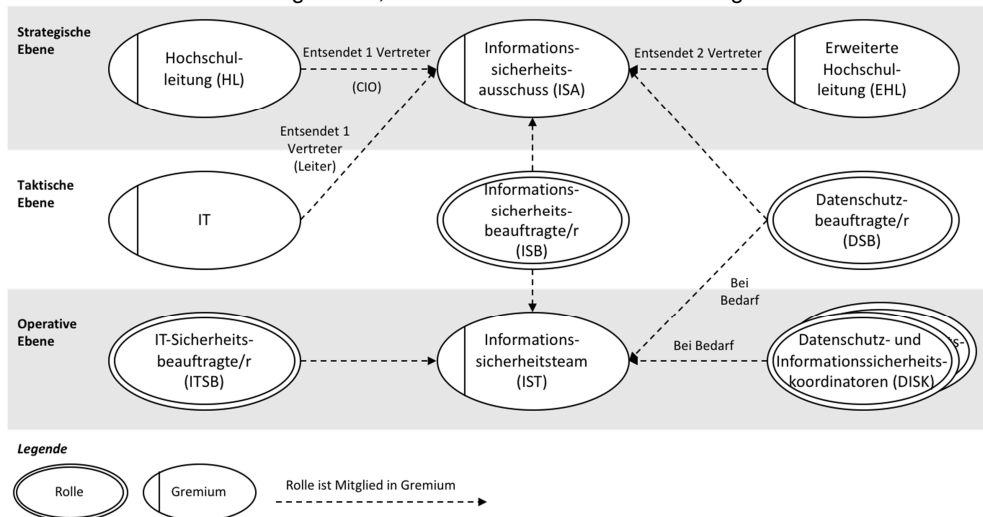 Strategische
Ebene
Hochschul-
leitung (HL)
Entsendet 1 Vertreter
(CIO)
Informations-
sicherheits-
ausschuss (ISA)
Entsendet 2 Vertreter
Erweiterte
Hochschul-
leitung (EHL)
Entsendet 1
Vertreter
(Leiter)
Taktische
Ebene
IT
Informations-
sicherheits-
beauftragte/r
(ISB)
Datenschutz-
beauftragte/r
(DSB)
Bei
Bedarf
Operative
Ebene
IT-Sicherheits-
beauftragte/r
(ITSB)
Informations-
sicherheitsteam
(IST)
Bei Bedarf
Datenschutz- und
Informationssicherheits-
koordinatoren (DISK)
Legende
Rolle
Gremium
Rolle ist Mitglied in Gremium